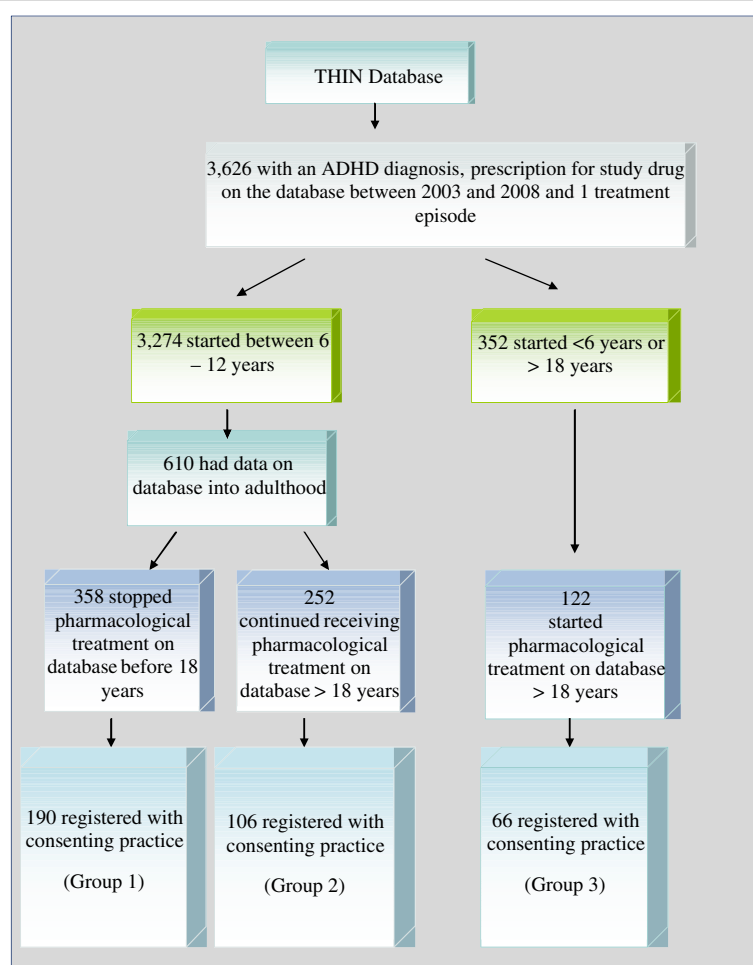 THIN Database
3,626 with an ADHD diagnosis, prescription for study drug
on the database between 2003 and 2008 and 1 treatment
episode
3,274 started between 6
– 12 years
352 started <6 years or
> 18 years
610 had data on
database into adulthood
358 stopped
pharmacological
treatment on
database before 18
years
252
continued receiving
pharmacological
treatment on
database > 18 years
122
started
pharmacological
treatment on database
> 18 years
190 registered with
consenting practice
(Group 1)
106 registered with
consenting practice
(Group 2)
66 registered with
consenting practice
(Group 3)